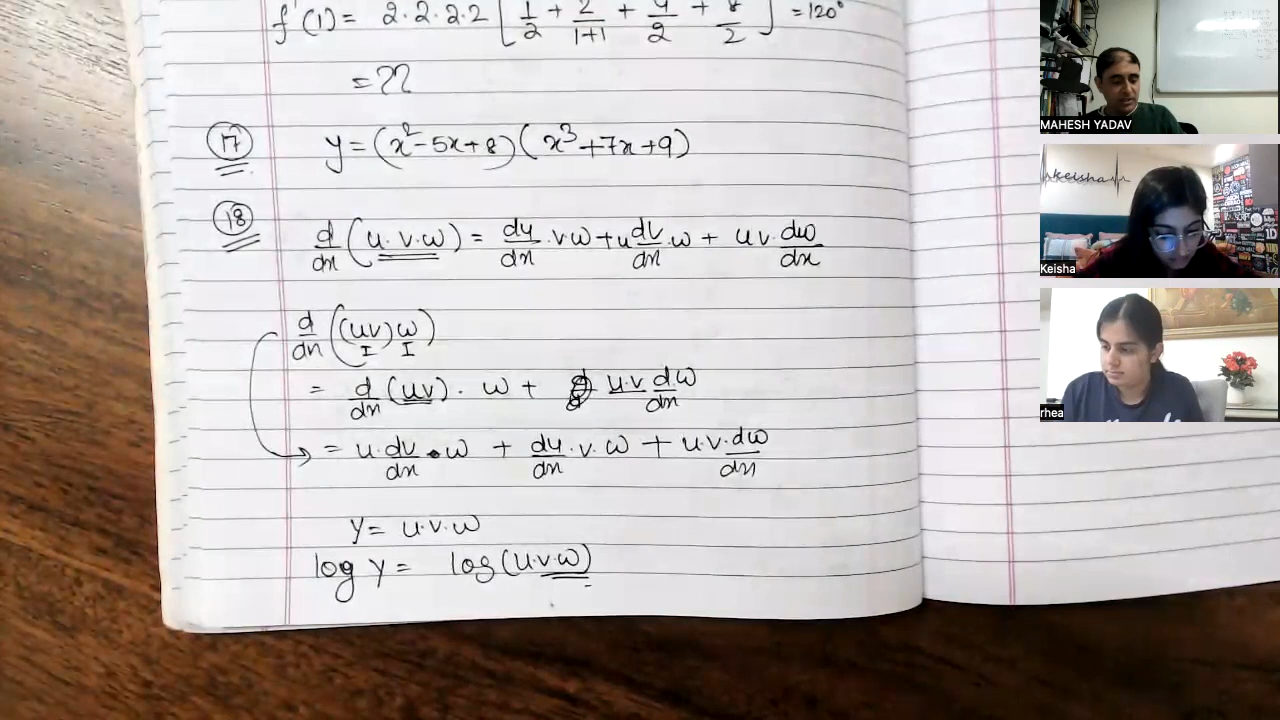 f'(1) = 2·2·2·2 [ 1/2 + 2/(1+1) + 4/2 + 8/2 ] = 120
= ??
(17) y = (x² - 5x + 8)(x³ + 7x + 9)
(18) d/dx (u·v·w) = du/dx · vw + u dv/dx · w + uv · dw/dx
d/dx ((uv) w)
I I
= d/dx (uv) · w + u·v dw/dx
= u · dv/dx · w + du/dx · v · w + u·v · dw/dx
y = u·v·w
log y = log (u·v·w)
MAHESH YADAV
keisha
Keisha
rhea